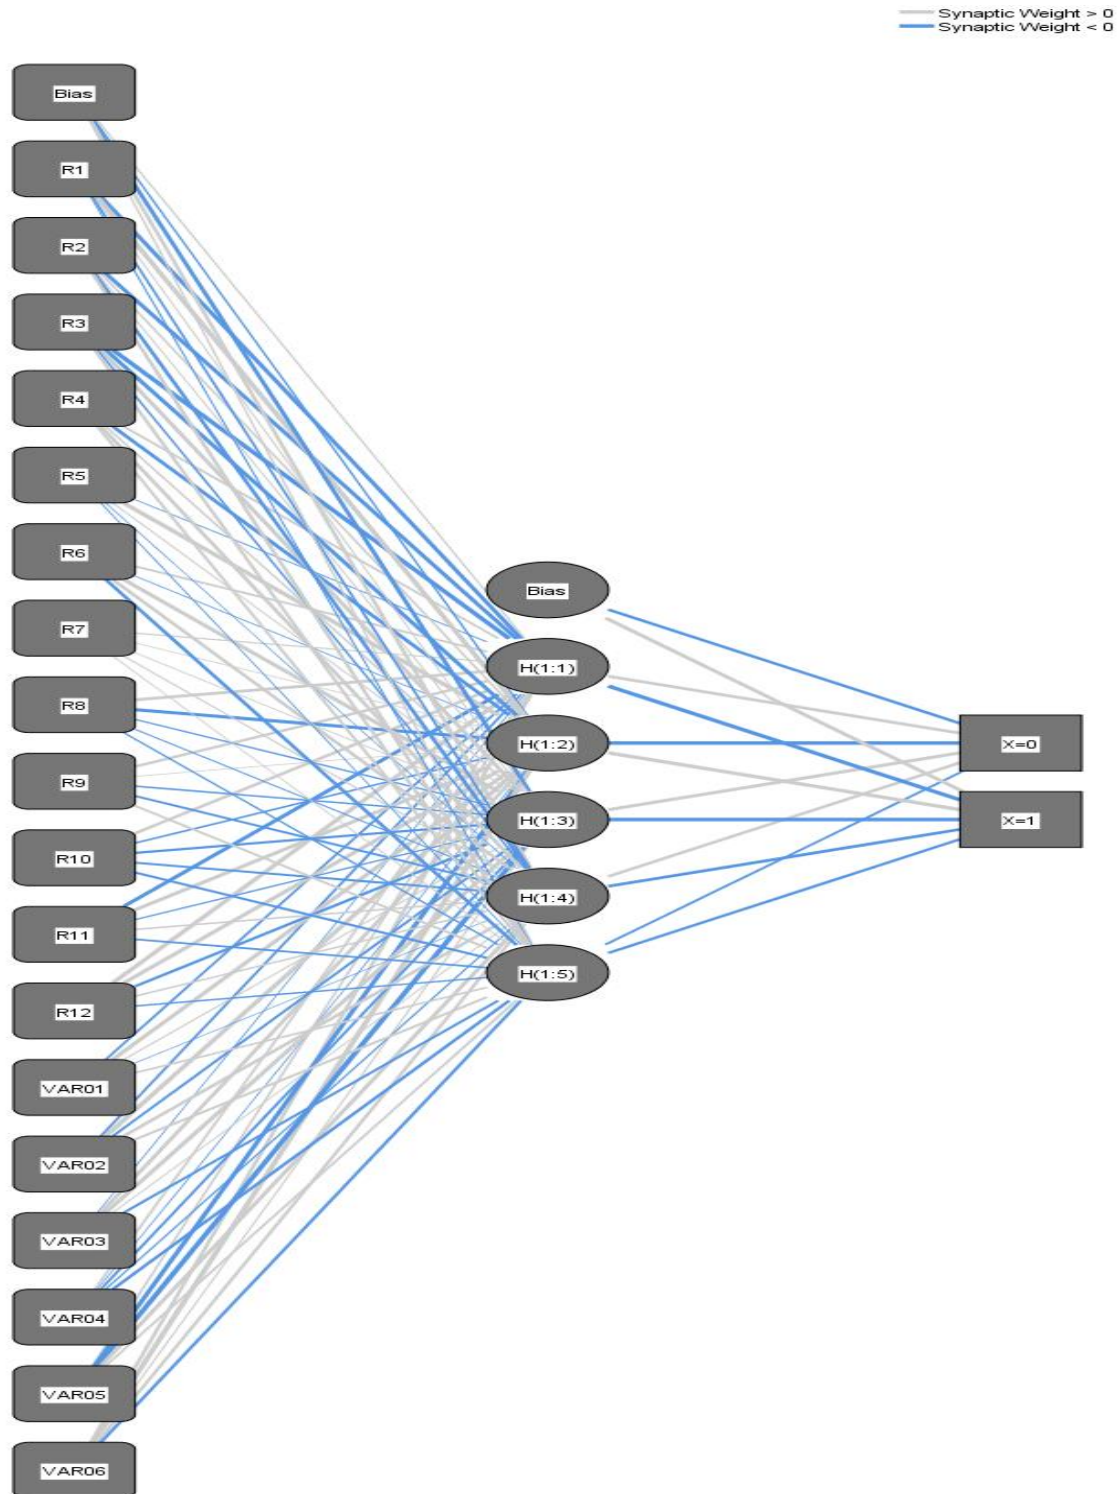 Synaptic Weight > 0
Synaptic Weight < 0
Bias
R1
R2
R3
R4
R5
R6
R7
R8
R9
R10
R11
R12
VAR01
VAR02
VAR03
VAR04
VAR05
VAR06
Bias
H(1:1)
H(1:2)
H(1:3)
H(1:4)
H(1:5)
X=0
X=1